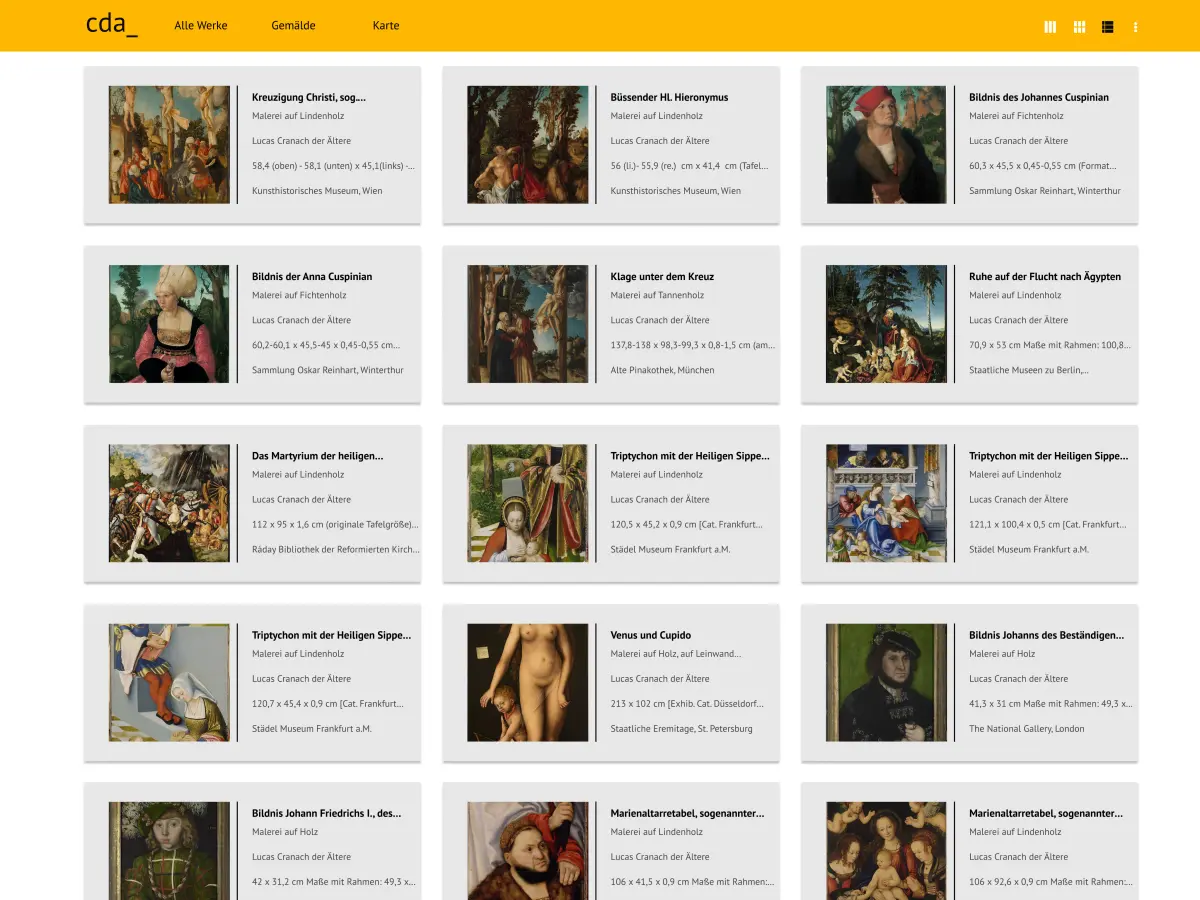 cda_
Alle Werke
Gemälde
Karte
Kreuzigung Christi, sog....
Malerei auf Lindenholz
Lucas Cranach der Ältere
58,4 (oben) - 58,1 (unten) x 45,1(links) -...
Kunsthistorisches Museum, Wien
Büssender Hl. Hieronymus
Malerei auf Lindenholz
Lucas Cranach der Ältere
56 (li.)- 55,9 (re.)  cm x 41,4  cm (Tafel...
Kunsthistorisches Museum, Wien
Bildnis des Johannes Cuspinian
Malerei auf Fichtenholz
Lucas Cranach der Ältere
60,3 x 45,5 x 0,45-0,55 cm (Format...
Sammlung Oskar Reinhart, Winterthur
Bildnis der Anna Cuspinian
Malerei auf Fichtenholz
Lucas Cranach der Ältere
60,2-60,1 x 45,5-45 x 0,45-0,55 cm...
Sammlung Oskar Reinhart, Winterthur
Klage unter dem Kreuz
Malerei auf Tannenholz
Lucas Cranach der Ältere
137,8-138 x 98,3-99,3 x 0,8-1,5 cm (am...
Alte Pinakothek, München
Ruhe auf der Flucht nach Ägypten
Malerei auf Lindenholz
Lucas Cranach der Ältere
70,9 x 53 cm Maße mit Rahmen: 100,8...
Staatliche Museen zu Berlin,...
Das Martyrium der heiligen...
Malerei auf Lindenholz
Lucas Cranach der Ältere
112 x 95 x 1,6 cm (originale Tafelgröße)...
Ráday Bibliothek der Reformierten Kirch...
Triptychon mit der Heiligen Sippe...
Malerei auf Lindenholz
Lucas Cranach der Ältere
120,5 x 45,2 x 0,9 cm [Cat. Frankfurt...
Städel Museum Frankfurt a.M.
Triptychon mit der Heiligen Sippe...
Malerei auf Lindenholz
Lucas Cranach der Ältere
121,1 x 100,4 x 0,5 cm [Cat. Frankfurt...
Städel Museum Frankfurt a.M.
Triptychon mit der Heiligen Sippe...
Malerei auf Lindenholz
Lucas Cranach der Ältere
120,7 x 45,4 x 0,9 cm [Cat. Frankfurt...
Städel Museum Frankfurt a.M.
Venus und Cupido
Malerei auf Holz, auf Leinwand...
Lucas Cranach der Ältere
213 x 102 cm [Exhib. Cat. Düsseldorf...
Staatliche Eremitage, St. Petersburg
Bildnis Johanns des Beständigen...
Malerei auf Holz
Lucas Cranach der Ältere
41,3 x 31 cm Maße mit Rahmen: 49,3 x...
The National Gallery, London
Bildnis Johann Friedrichs I., des...
Malerei auf Holz
Lucas Cranach der Ältere
42 x 31,2 cm Maße mit Rahmen: 49,3 x...
Marienaltarretabel, sogenannter...
Malerei auf Lindenholz
Lucas Cranach der Ältere
106 x 41,5 x 0,9 cm Maße mit Rahmen:...
Marienaltarretabel, sogenannter...
Malerei auf Lindenholz
Lucas Cranach der Ältere
106 x 92,6 x 0,9 cm Maße mit Rahmen:...